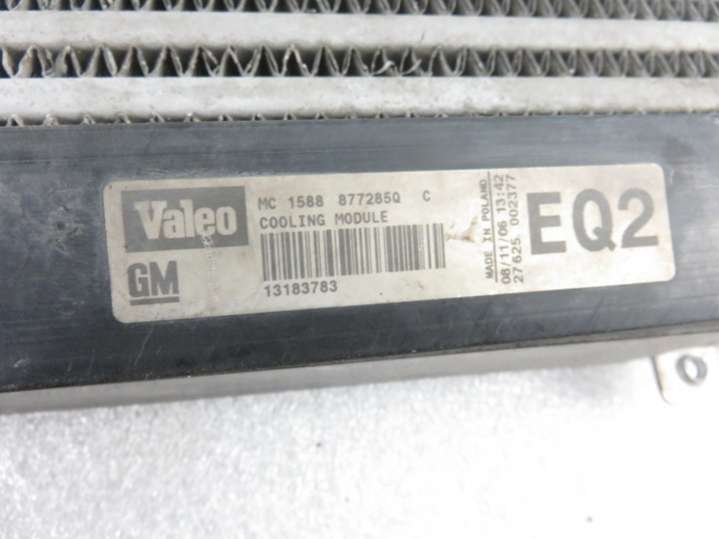 Valeo
GM
MC 1588 877285Q C
COOLING MODULE
13183783
MADE IN POLAND
08/11/06 13:42
27625 002377
EQ2